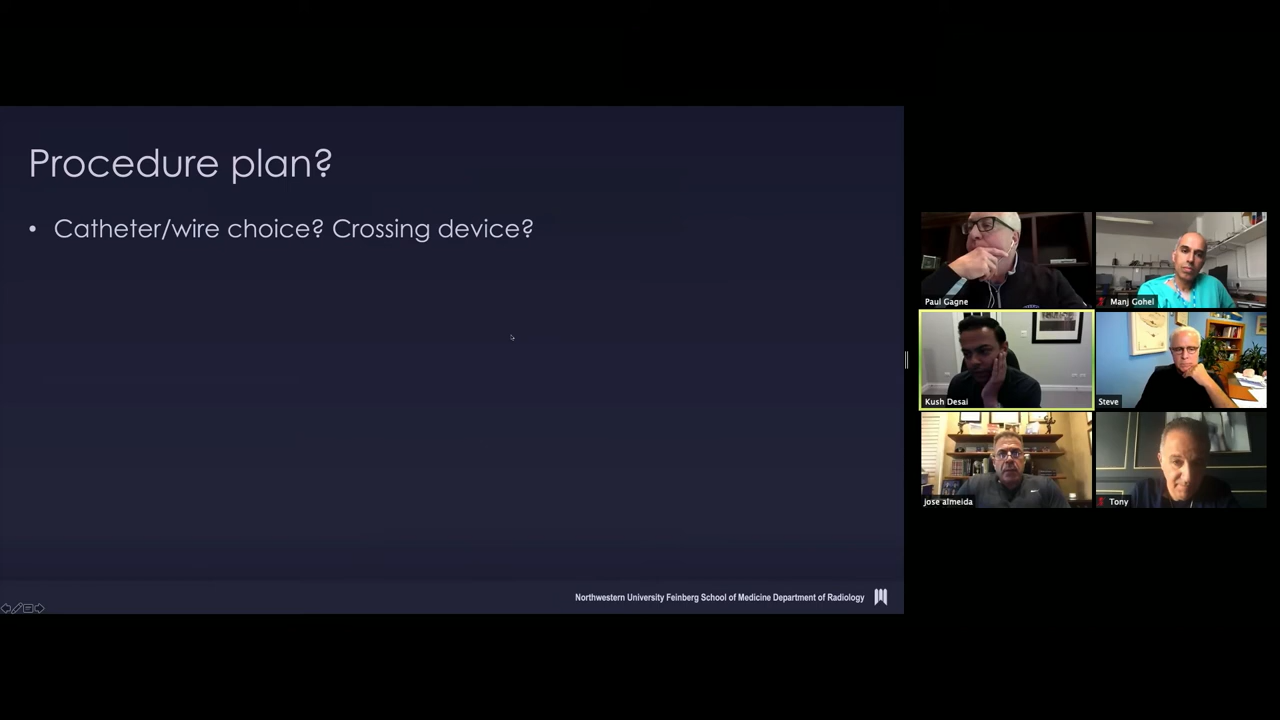 Procedure plan?
• Catheter/wire choice? Crossing device?
Northwestern University Feinberg School of Medicine Department of Radiology
Paul Gagne
Manj Gohel
Kush Desai
Steve
jose almeida
Tony